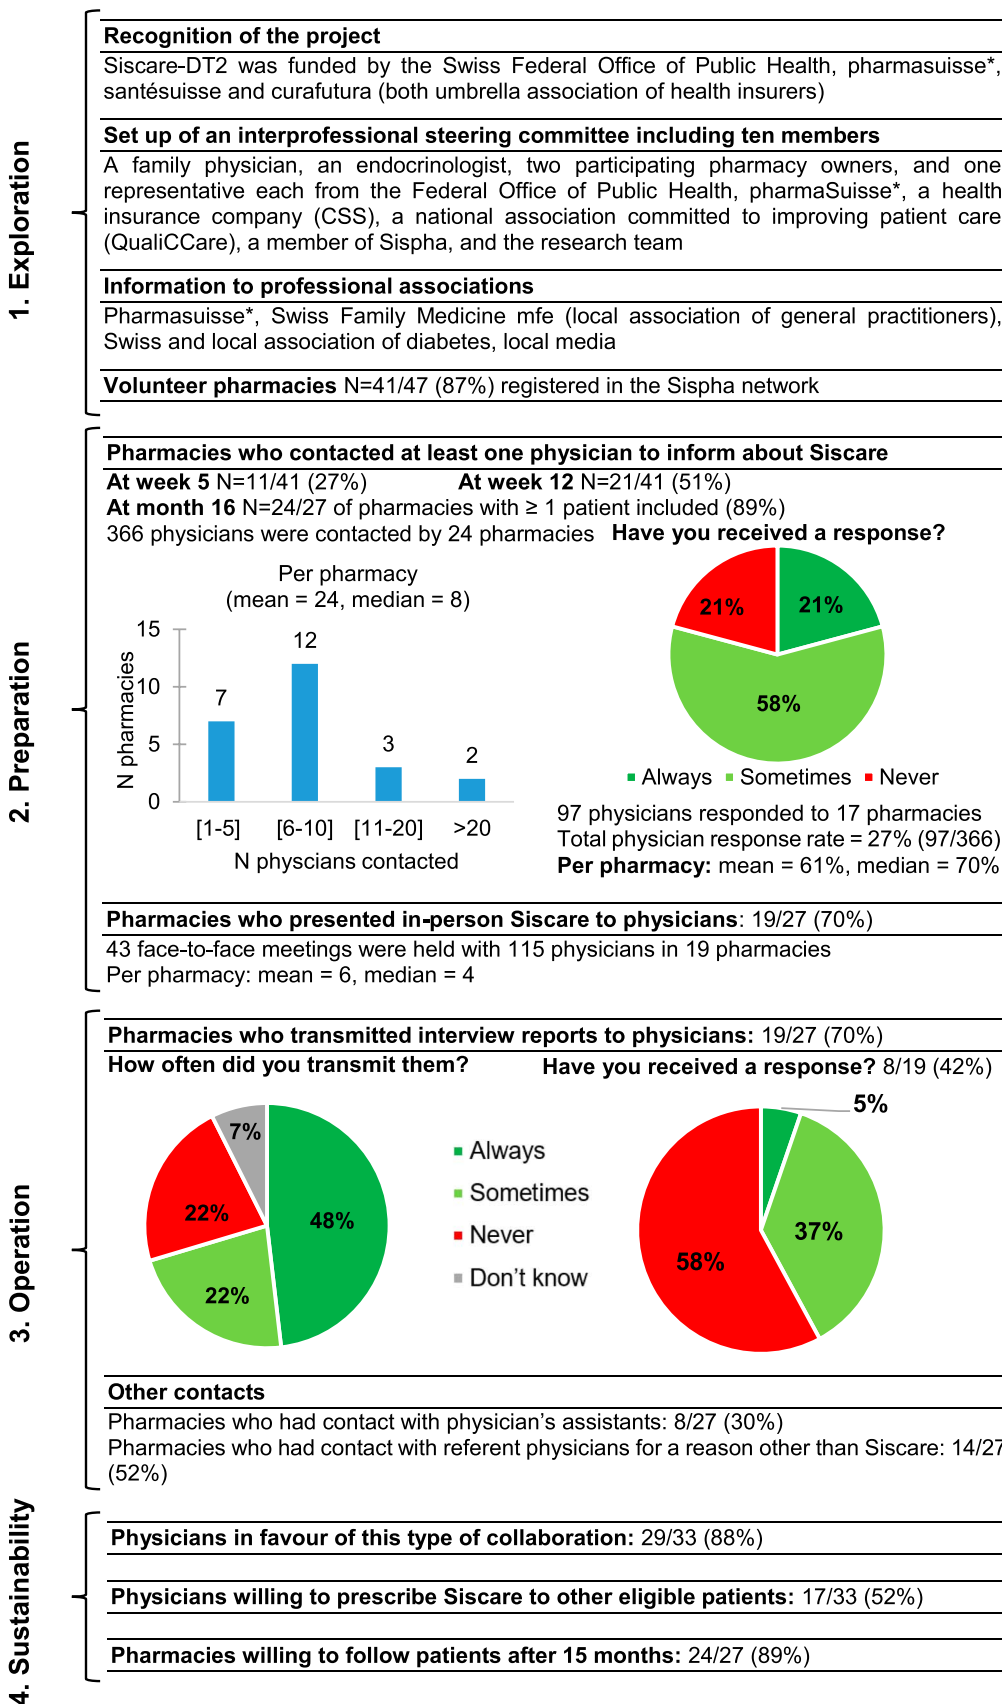 1. Exploration
Recognition of the project
Siscare-DT2 was funded by the Swiss Federal Office of Public Health, pharmasuisse*,
santésuisse and curafutura (both umbrella association of health insurers)
Set up of an interprofessional steering committee including ten members
A family physician, an endocrinologist, two participating pharmacy owners, and one
representative each from the Federal Office of Public Health, pharmaSuisse*, a health
insurance company (CSS), a national association committed to improving patient care
(QualiCCare), a member of Sispha, and the research team
Information to professional associations
Pharmasuisse*, Swiss Family Medicine mfe (local association of general practitioners),
Swiss and local association of diabetes, local media
Volunteer pharmacies N=41/47 (87%) registered in the Sispha network
2. Preparation
Pharmacies who contacted at least one physician to inform about Siscare
At week 5 N=11/41 (27%) At week 12 N=21/41 (51%)
At month 16 N=24/27 of pharmacies with ≥ 1 patient included (89%)
366 physicians were contacted by 24 pharmacies
Per pharmacy
(mean = 24, median = 8)
N pharmacies
15
10
5
0
7
12
3
2
[1-5] [6-10] [11-20] >20
N physcians contacted
Have you received a response?
21%
21%
58%
Always Sometimes Never
97 physicians responded to 17 pharmacies
Total physician response rate = 27% (97/366)
Per pharmacy: mean = 61%, median = 70%
Pharmacies who presented in-person Siscare to physicians: 19/27 (70%)
43 face-to-face meetings were held with 115 physicians in 19 pharmacies
Per pharmacy: mean = 6, median = 4
3. Operation
Pharmacies who transmitted interview reports to physicians: 19/27 (70%)
How often did you transmit them?
7%
22%
48%
22%
Always
Sometimes
Never
Don't know
Have you received a response? 8/19 (42%)
5%
37%
58%
Other contacts
Pharmacies who had contact with physician's assistants: 8/27 (30%)
Pharmacies who had contact with referent physicians for a reason other than Siscare: 14/27
(52%)
4. Sustainability
Physicians in favour of this type of collaboration: 29/33 (88%)
Physicians willing to prescribe Siscare to other eligible patients: 17/33 (52%)
Pharmacies willing to follow patients after 15 months: 24/27 (89%)